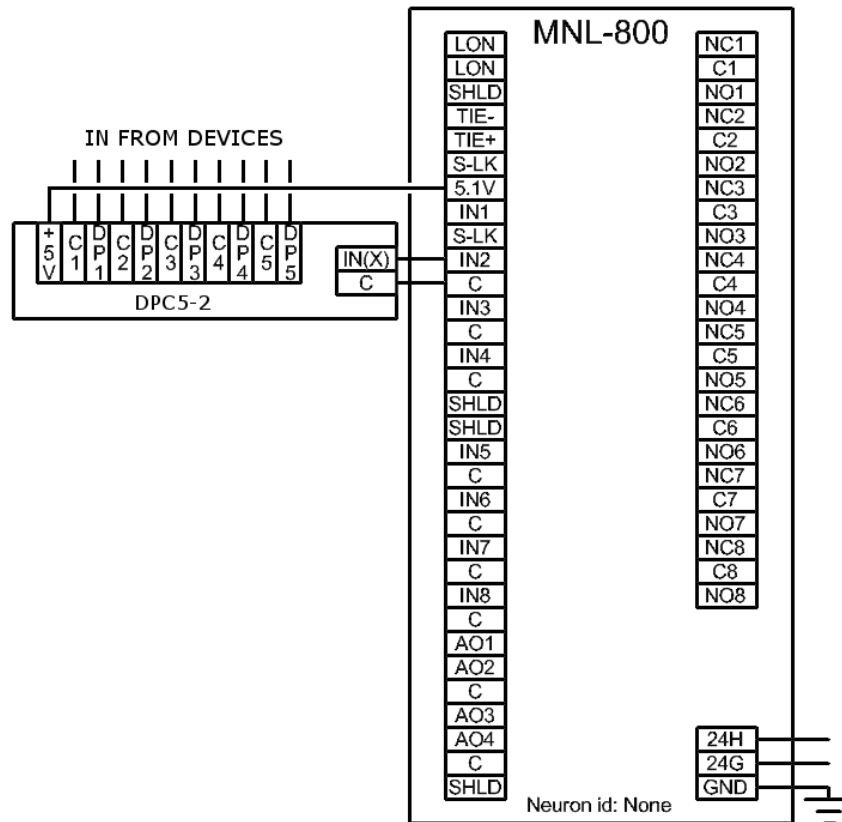 MNL-800
LON
LON
SHLD
TIE-
TIE+
S-LK
5.1V
IN1
S-LK
IN2
C
IN3
C
IN4
C
SHLD
SHLD
IN5
C
IN6
C
IN7
C
IN8
C
AO1
AO2
C
AO3
AO4
C
SHLD
NC1
C1
NO1
NC2
C2
NO2
NC3
C3
NO3
NC4
C4
NO4
NC5
C5
NO5
NC6
C6
NO6
NC7
C7
NO7
NC8
C8
NO8
24H
24G
GND
Neuron id: None
IN FROM DEVICES
+5V
C1
DP1
C2
DP2
C3
DP3
C4
DP4
C5
DP5
IN(X)
C
DPC5-2